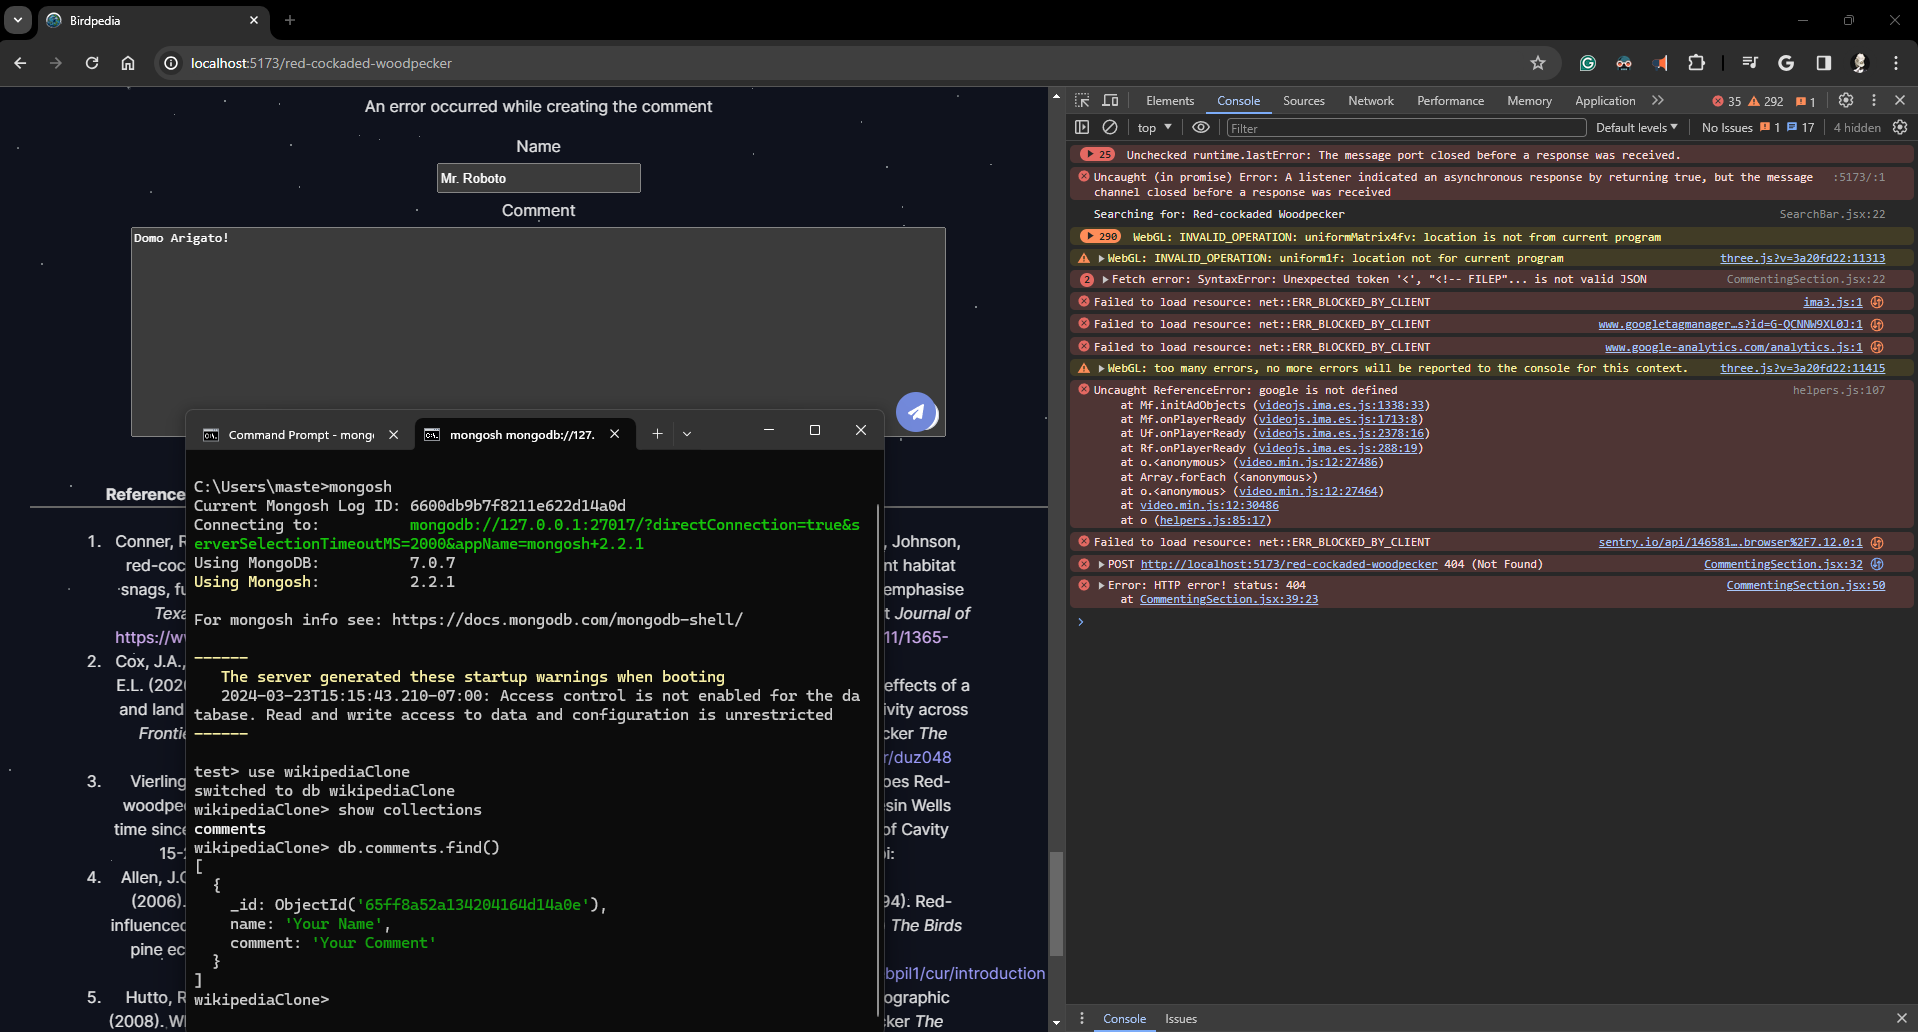 Birdpedia
localhost:5173/red-cockaded-woodpecker
An error occurred while creating the comment
Name
Mr. Roboto
Comment
Domo Arigato!
Reference
1. Conner, R
red-coc
snags, fu
Texa
https://w
2. Cox, J.A.,
E.L. (202
and land
Frontie
3. Vierling
woodpe
time since
15-2
4. Allen, J.C
(2006).
influenced
pine ec
5. Hutto, R
(2008). W
, Johnson,
nt habitat
emphasise
t Journal of
11/1365-
effects of a
ivity across
cker The
r/duz048
oes Red-
sin Wells
of Cavity
oi:
94). Red-
The Birds
bpil1/cur/introduction
ographic
cker The
Command Prompt - mong
mongosh mongodb://127.
C:\Users\maste>mongosh
Current Mongosh Log ID: 6600db9b7f8211e622d14a0d
Connecting to: mongodb://127.0.0.1:27017/?directConnection=true&s
erverSelectionTimeoutMS=2000&appName=mongosh+2.2.1
Using MongoDB: 7.0.7
Using Mongosh: 2.2.1
For mongosh info see: https://docs.mongodb.com/mongodb-shell/
------
The server generated these startup warnings when booting
2024-03-23T15:15:43.210-07:00: Access control is not enabled for the da
tabase. Read and write access to data and configuration is unrestricted
------
test> use wikipediaClone
switched to db wikipediaClone
wikipediaClone> show collections
comments
wikipediaClone> db.comments.find()
[
{
_id: ObjectId('65ff8a52a134204164d14a0e'),
name: 'Your Name',
comment: 'Your Comment'
}
]
wikipediaClone>
Elements Console Sources Network Performance Memory Application 35 292 1
top Filter Default levels No Issues 1 17 4 hidden
25 Unchecked runtime.lastError: The message port closed before a response was received.
Uncaught (in promise) Error: A listener indicated an asynchronous response by returning true, but the message :5173/:1
channel closed before a response was received
Searching for: Red-cockaded Woodpecker SearchBar.jsx:22
290 WebGL: INVALID_OPERATION: uniformMatrix4fv: location is not from current program
WebGL: INVALID_OPERATION: uniform1f: location not for current program three.js?v=3a20fd22:11313
2 Fetch error: SyntaxError: Unexpected token '<', "<!-- FILEP"... is not valid JSON CommentingSection.jsx:22
Failed to load resource: net::ERR_BLOCKED_BY_CLIENT ima3.js:1
Failed to load resource: net::ERR_BLOCKED_BY_CLIENT www.googletagmanager…s?id=G-QCNNW9XL0J:1
Failed to load resource: net::ERR_BLOCKED_BY_CLIENT www.google-analytics.com/analytics.js:1
WebGL: too many errors, no more errors will be reported to the console for this context. three.js?v=3a20fd22:11415
Uncaught ReferenceError: google is not defined helpers.js:107
at Mf.initAdObjects (videojs.ima.es.js:1338:33)
at Mf.onPlayerReady (videojs.ima.es.js:1713:8)
at Uf.onPlayerReady (videojs.ima.es.js:2378:16)
at Rf.onPlayerReady (videojs.ima.es.js:288:19)
at o.<anonymous> (video.min.js:12:27486)
at Array.forEach (<anonymous>)
at o.<anonymous> (video.min.js:12:27464)
at video.min.js:12:30486
at o (helpers.js:85:17)
Failed to load resource: net::ERR_BLOCKED_BY_CLIENT sentry.io/api/146581….browser%2F7.12.0:1
POST http://localhost:5173/red-cockaded-woodpecker 404 (Not Found) CommentingSection.jsx:32
Error: HTTP error! status: 404 CommentingSection.jsx:50
at CommentingSection.jsx:39:23
Console Issues